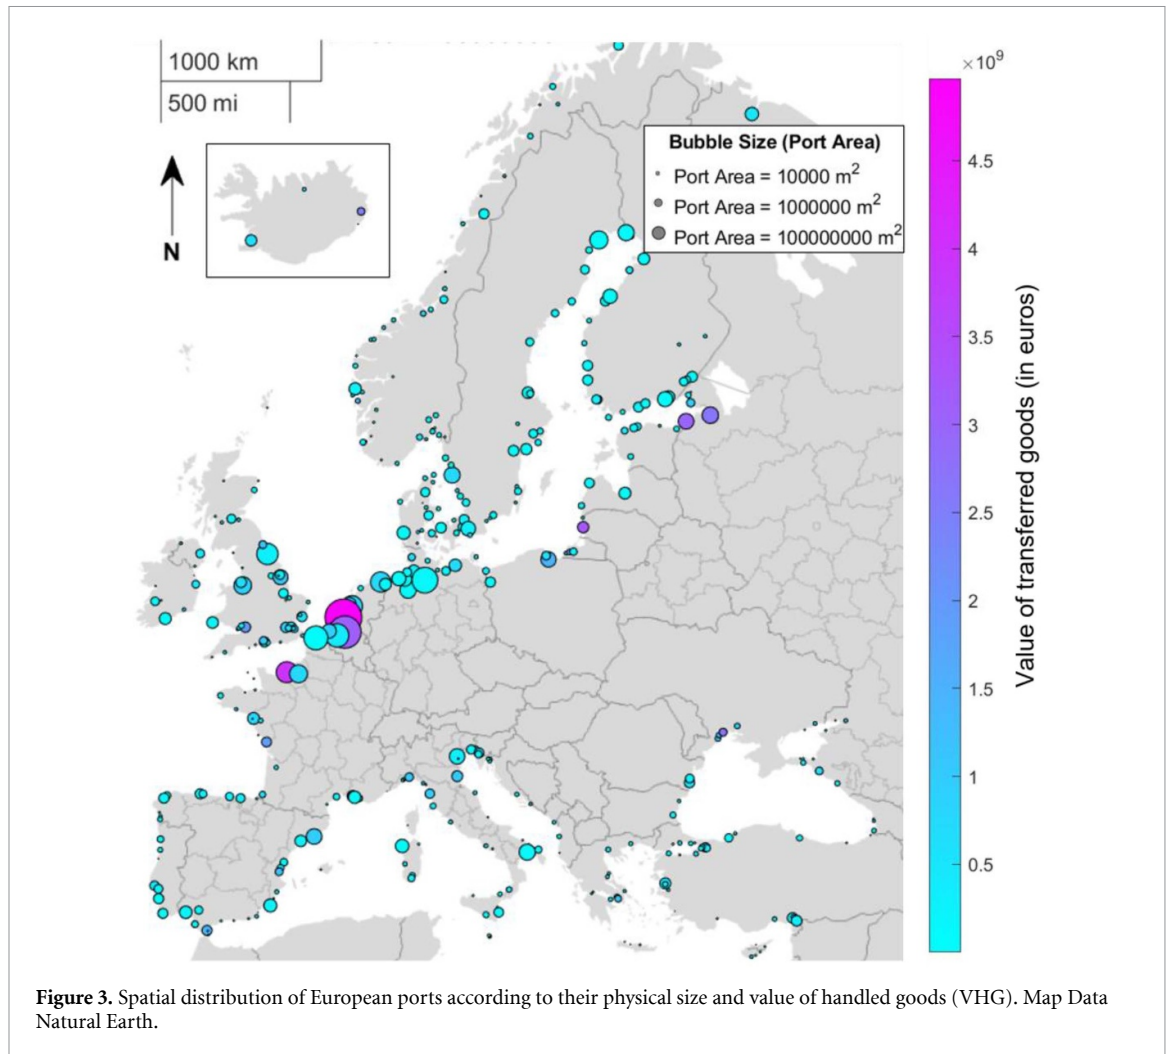 1000 km
500 mi
N
Bubble Size (Port Area)
Port Area = 10000 m²
Port Area = 1000000 m²
Port Area = 100000000 m²
×10⁹
4.5
4
3.5
3
2.5
2
1.5
1
0.5
Value of transferred goods (in euros)
Figure 3. Spatial distribution of European ports according to their physical size and value of handled goods (VHG). Map Data
Natural Earth.